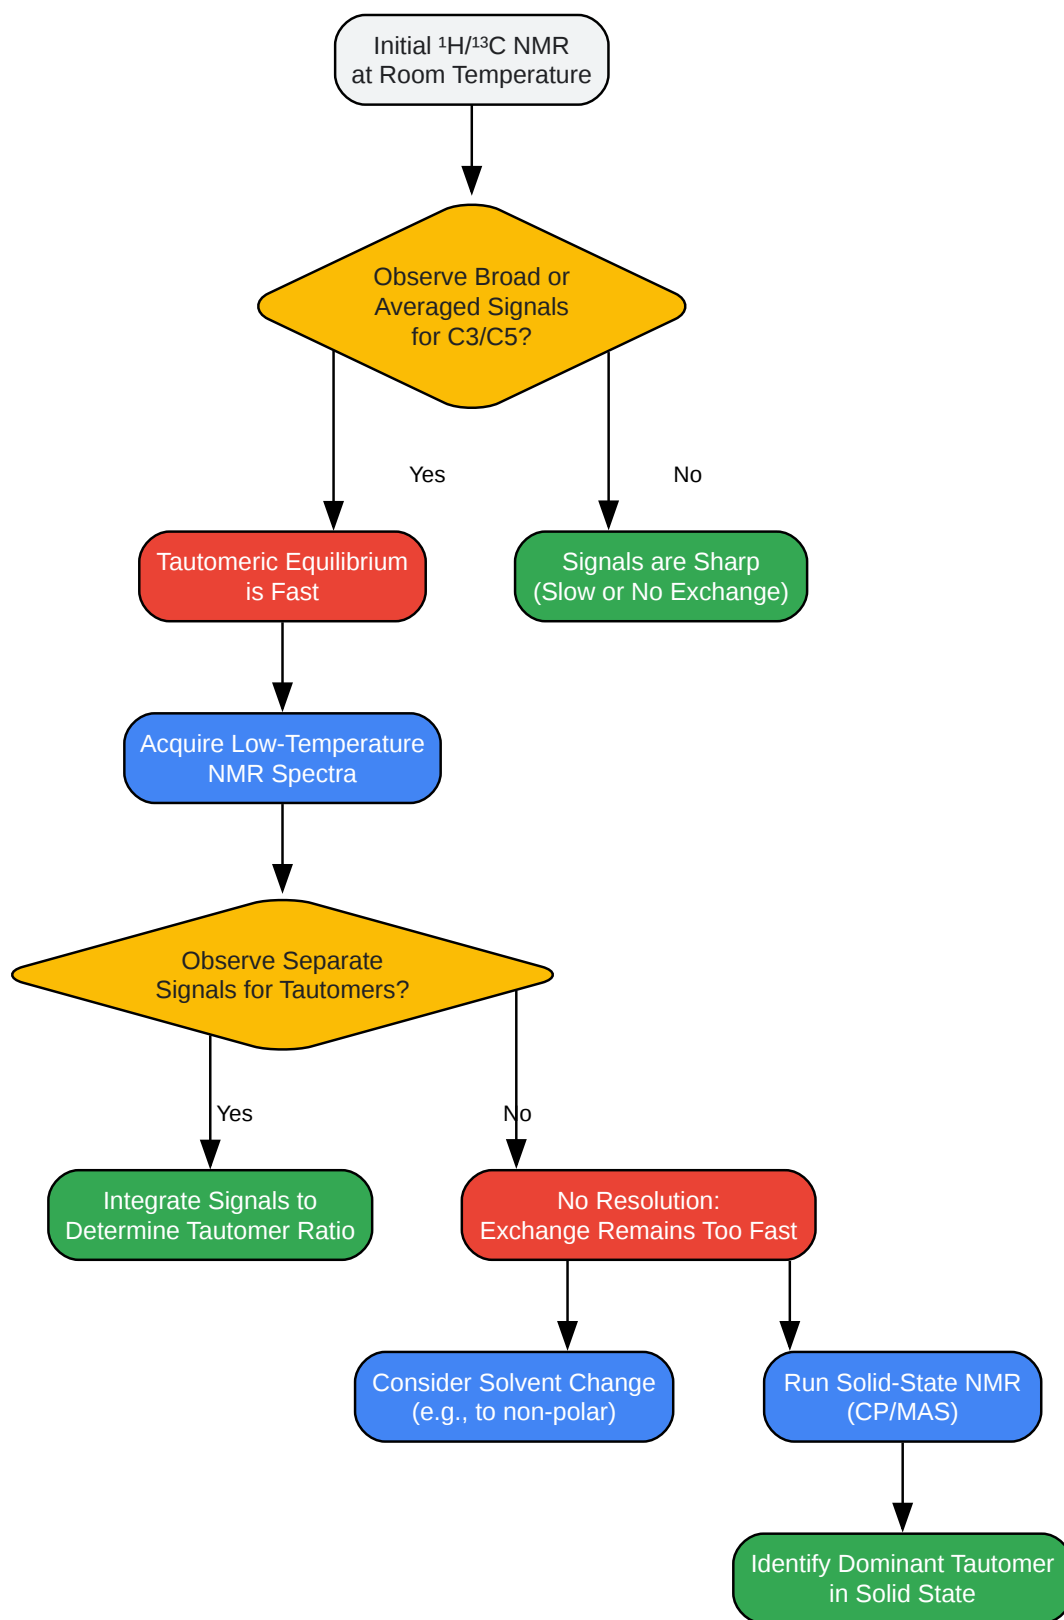 Initial ¹H/¹³C NMR
at Room Temperature
Observe Broad or
Averaged Signals
for C3/C5?
Yes
No
Tautomeric Equilibrium
is Fast
Signals are Sharp
(Slow or No Exchange)
Acquire Low-Temperature
NMR Spectra
Observe Separate
Signals for Tautomers?
Yes
No
Integrate Signals to
Determine Tautomer Ratio
No Resolution:
Exchange Remains Too Fast
Consider Solvent Change
(e.g., to non-polar)
Run Solid-State NMR
(CP/MAS)
Identify Dominant Tautomer
in Solid State